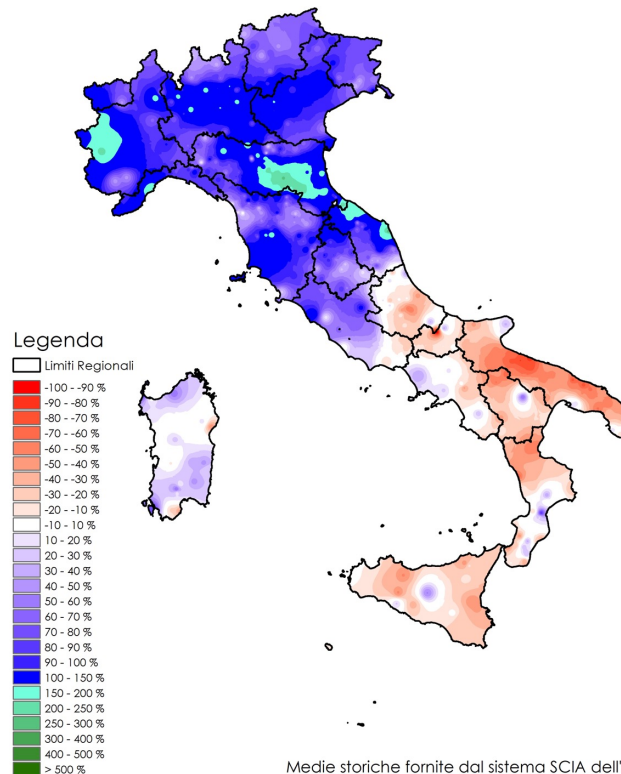 Legenda
Limiti Regionali
-100 - -90 %
-90 - -80 %
-80 - -70 %
-70 - -60 %
-60 - -50 %
-50 - -40 %
-40 - -30 %
-30 - -20 %
-20 - -10 %
-10 - 10 %
10 - 20 %
20 - 30 %
30 - 40 %
40 - 50 %
50 - 60 %
60 - 70 %
70 - 80 %
80 - 90 %
90 - 100 %
100 - 150 %
150 - 200 %
200 - 250 %
250 - 300 %
300 - 400 %
400 - 500 %
> 500 %
Medie storiche fornite dal sistema SCIA dell'